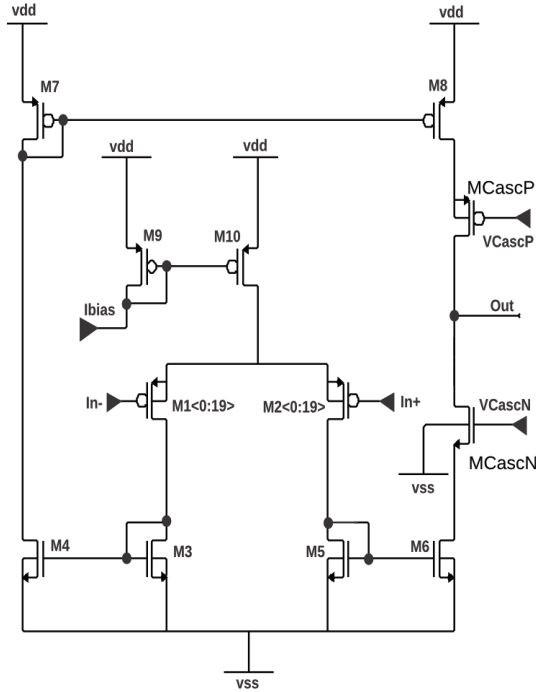 vdd
vdd
M7
M8
vdd
vdd
MCascP
M9
M10
VCascP
Ibias
Out
In-
M1<0:19>
M2<0:19>
In+
VCascN
MCascN
vss
M4
M3
M5
M6
vss